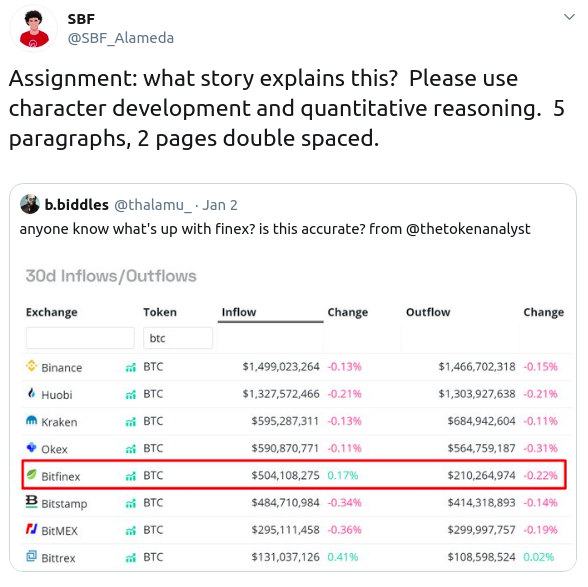 SBF
@SBF_Alameda
Assignment: what story explains this? Please use
character development and quantitative reasoning. 5
paragraphs, 2 pages double spaced.
b.biddles @thalamu_ · Jan 2
anyone know what's up with finex? is this accurate? from @thetokenanalyst
30d Inflows/Outflows
Exchange Token Inflow Change Outflow Change
btc
Binance BTC $1,499,023,264 -0.13% $1,466,702,318 -0.15%
Huobi BTC $1,327,572,466 -0.21% $1,303,927,638 -0.21%
Kraken BTC $595,287,311 -0.13% $684,942,604 -0.11%
Okex BTC $590,870,771 -0.11% $564,759,187 -0.31%
Bitfinex BTC $504,108,275 0.17% $210,264,974 -0.22%
Bitstamp BTC $484,710,984 -0.34% $414,318,893 -0.14%
BitMEX BTC $295,111,458 -0.36% $299,997,757 -0.19%
Bittrex BTC $131,037,126 0.41% $108,598,524 0.02%